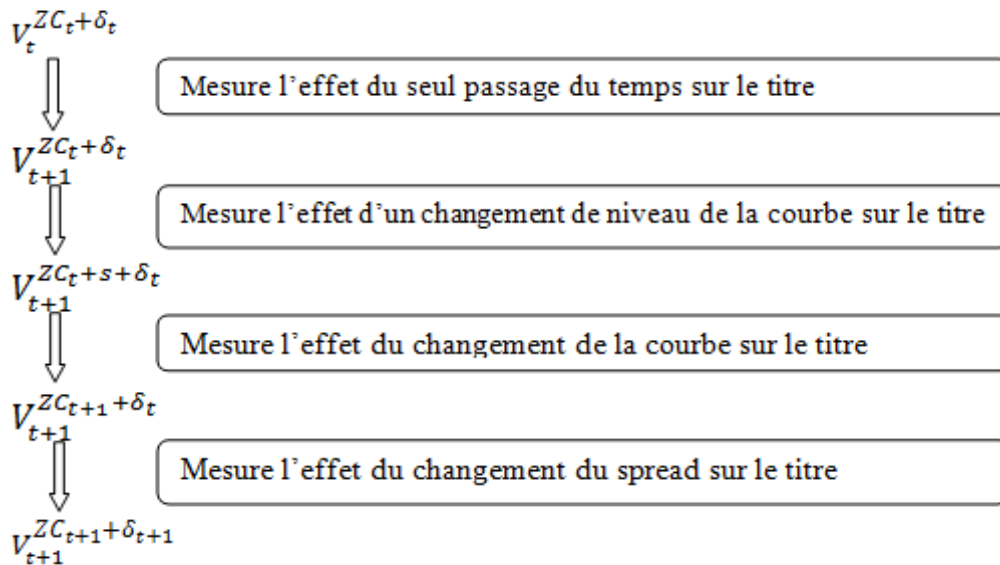 V_t^{ZC_t+δ_t}
Mesure l'effet du seul passage du temps sur le titre
V_{t+1}^{ZC_t+δ_t}
Mesure l'effet d'un changement de niveau de la courbe sur le titre
V_{t+1}^{ZC_t+s+δ_t}
Mesure l'effet du changement de la courbe sur le titre
V_{t+1}^{ZC_{t+1}+δ_t}
Mesure l'effet du changement du spread sur le titre
V_{t+1}^{ZC_{t+1}+δ_{t+1}}